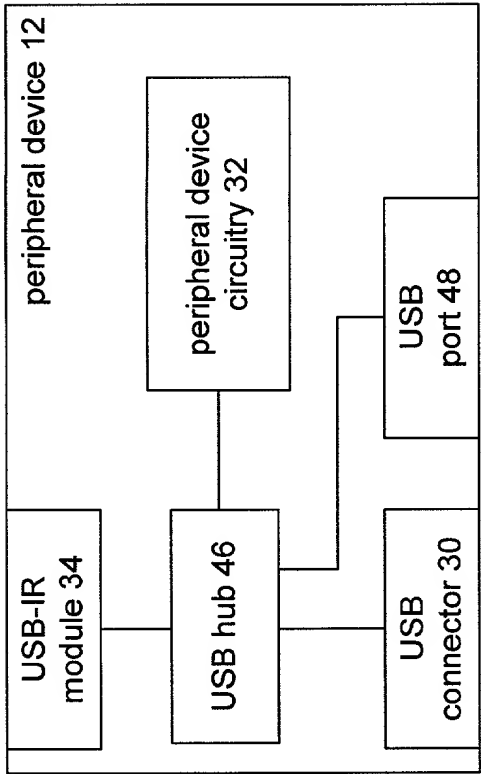 peripheral device 12
USB-IR
module 34
peripheral device
circuitry 32
USB hub 46
USB
connector 30
USB
port 48